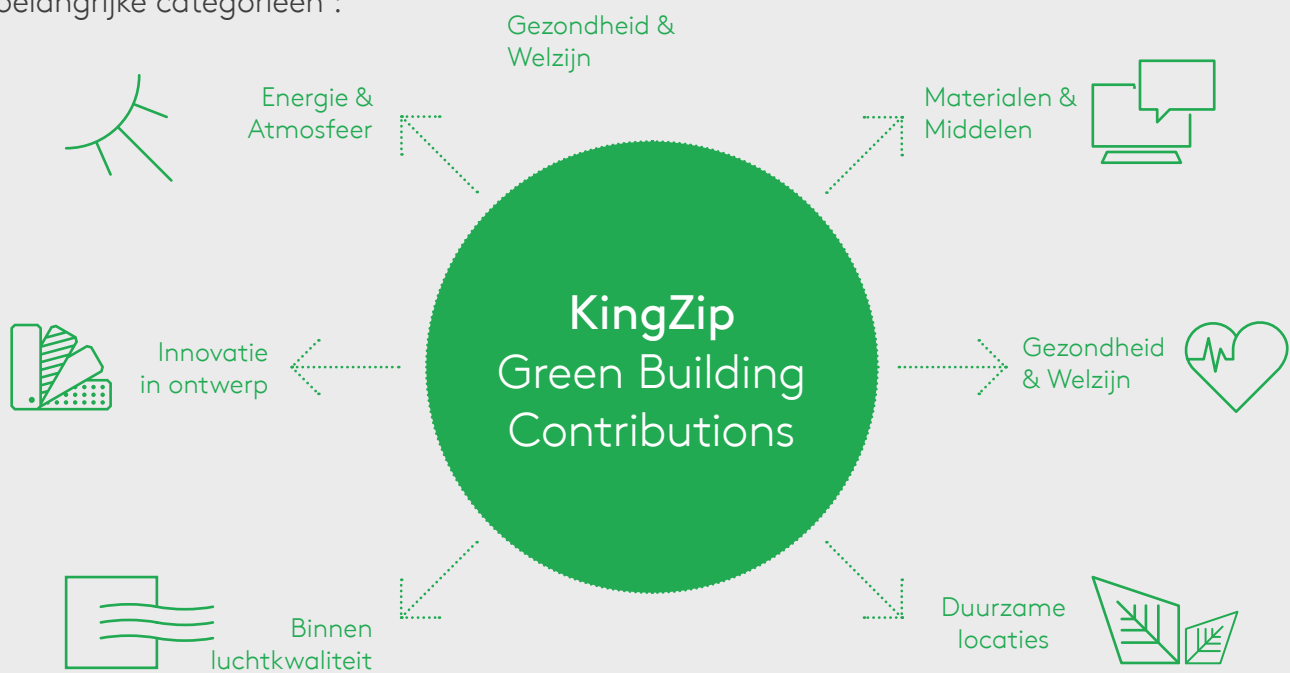 belangrijke categorieën :
Gezondheid &
Welzijn
Energie &
Atmosfeer
Materialen &
Middelen
KingZip
Green Building
Contributions
Innovatie
in ontwerp
Gezondheid
& Welzijn
Binnen
luchtkwaliteit
Duurzame
locaties